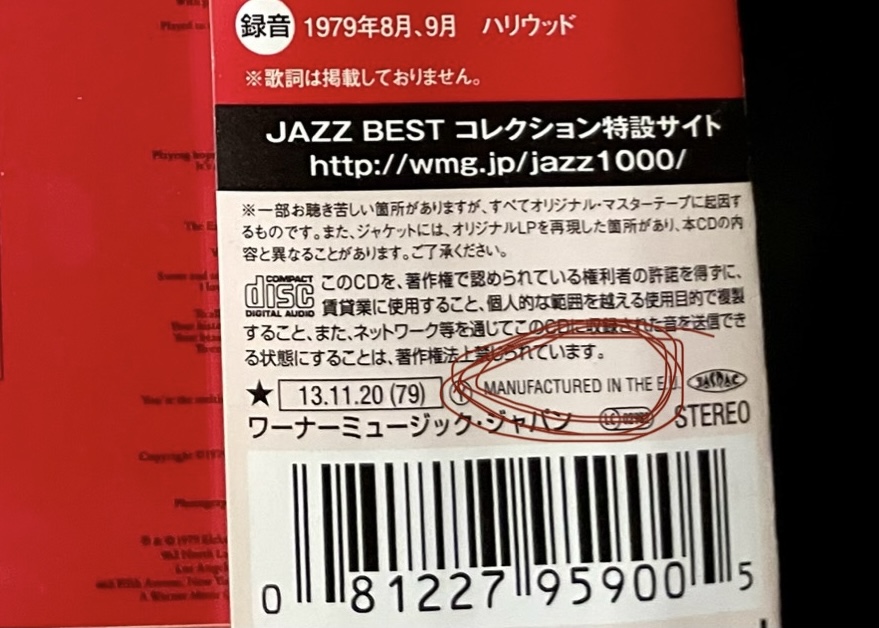 録音 1979年8月、9月 ハリウッド
※歌詞は掲載しておりません。
JAZZ BEST コレクション特設サイト
http://wmg.jp/jazz1000/
※一部お聴き苦しい箇所がありますが、すべてオリジナル・マスターテープに起因す
るものです。また、ジャケットには、オリジナルLPを再現した箇所があり、本CDの内
容と異なることがあります。ご了承ください。
COMPACT disc DIGITAL AUDIO
このCDを、著作権で認められている権利者の許諾を得ずに、
賃貸業に使用すること、個人的な範囲を越える使用目的で複製
すること、また、ネットワーク等を通じてこのCDに収録された音を送信でき
る状態にすることは、著作権法上禁じられています。
★ 13.11.20 (79) Y MANUFACTURED IN THE E.U. JASRAC
ワーナーミュージック・ジャパン LC STEREO
0 81227 95900 5
Copyright